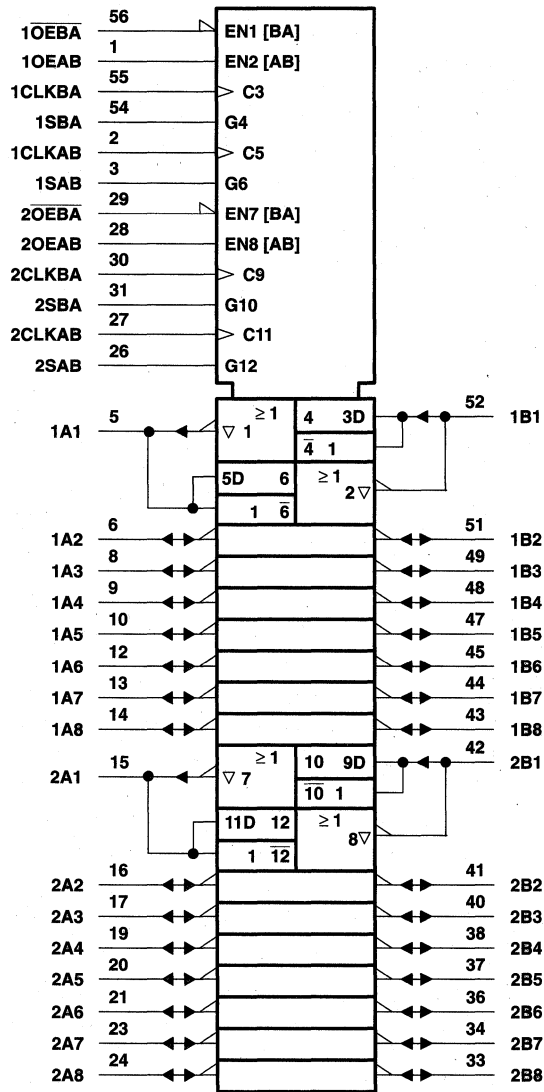 1O̅E̅B̅A̅ 56 EN1 [BA]
1OEAB 1 EN2 [AB]
1CLKBA 55 C3
1SBA 54 G4
1CLKAB 2 C5
1SAB 3 G6
2O̅E̅B̅A̅ 29 EN7 [BA]
2OEAB 28 EN8 [AB]
2CLKBA 30 C9
2SBA 31 G10
2CLKAB 27 C11
2SAB 26 G12
1A1 5 ≥1 4 3D 52 1B1
▽ 1 4̅ 1
5D 6 ≥1
2 ▽
1 6̅
1A2 6 51 1B2
1A3 8 49 1B3
1A4 9 48 1B4
1A5 10 47 1B5
1A6 12 45 1B6
1A7 13 44 1B7
1A8 14 43 1B8
2A1 15 ≥1 10 9D 42 2B1
▽ 7 1̅0̅ 1
11D 12 ≥1
8 ▽
1 1̅2̅
2A2 16 41 2B2
2A3 17 40 2B3
2A4 19 38 2B4
2A5 20 37 2B5
2A6 21 36 2B6
2A7 23 34 2B7
2A8 24 33 2B8